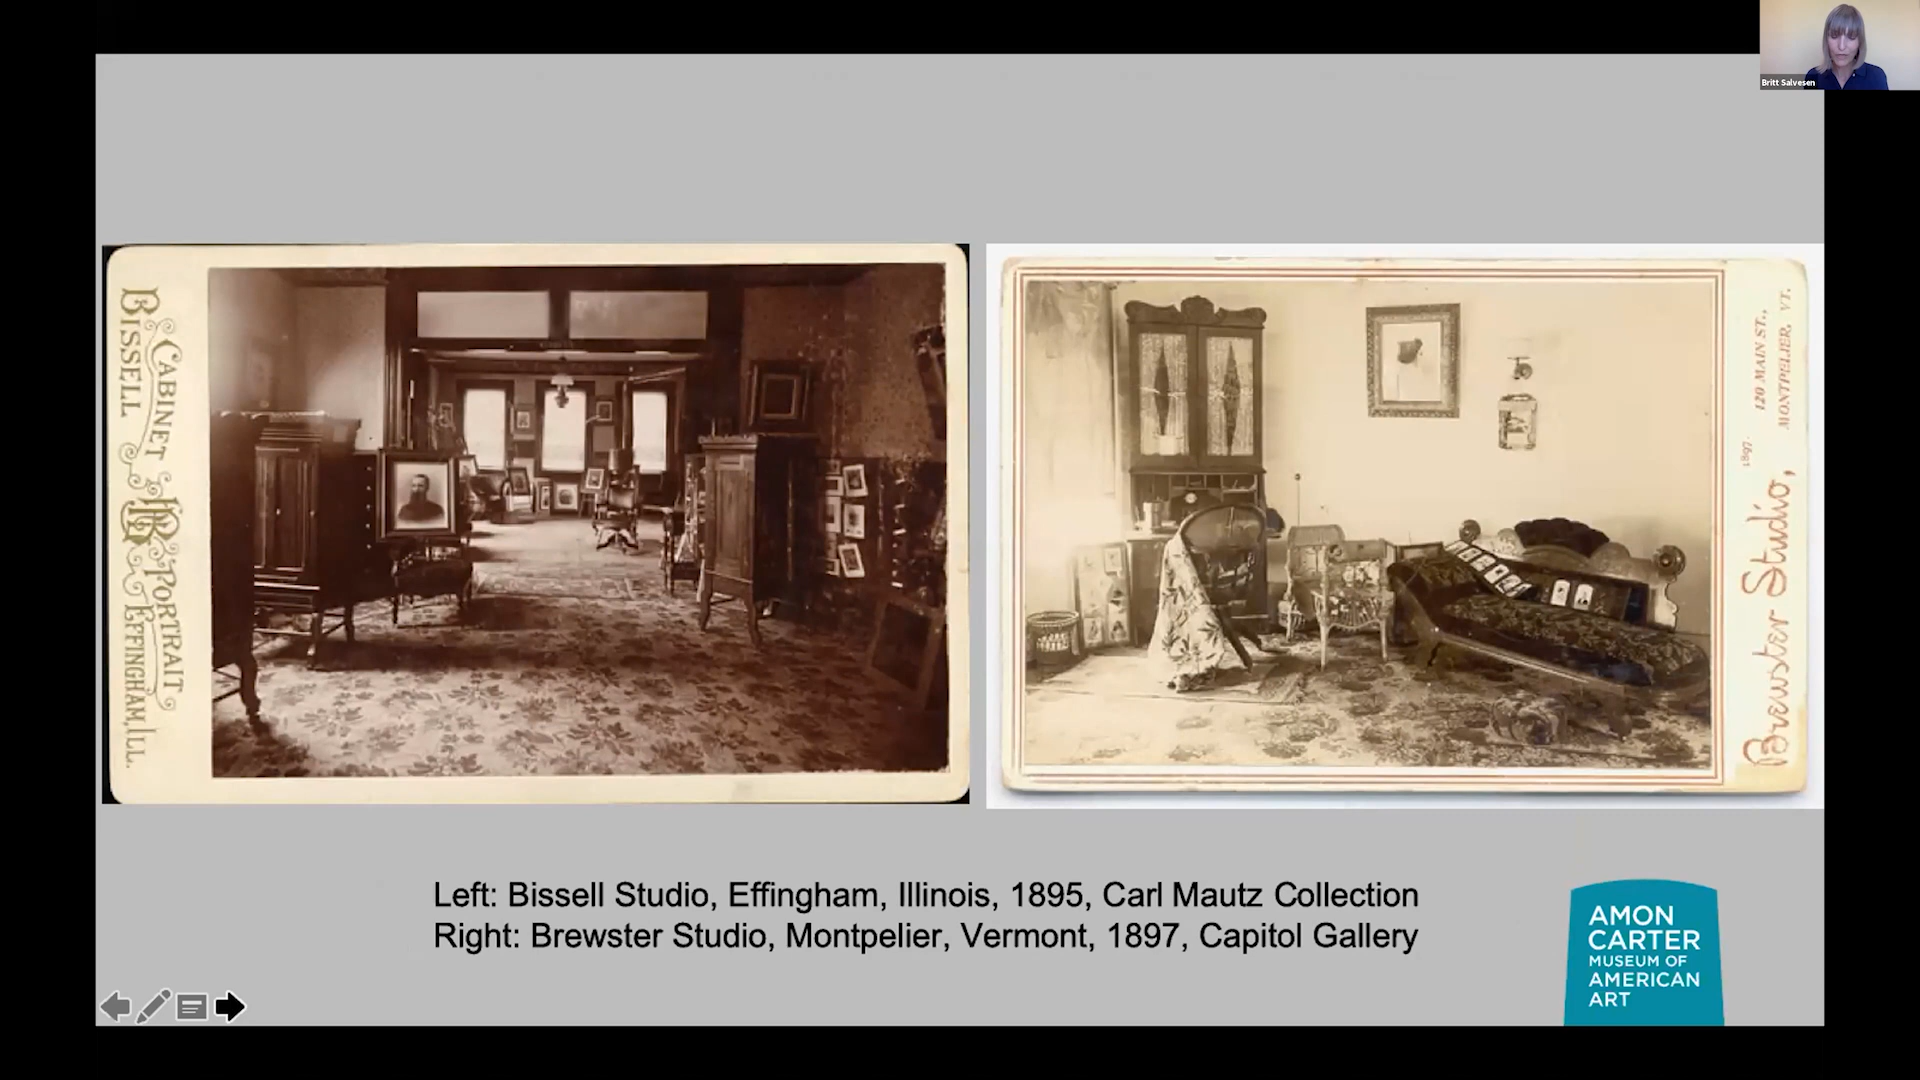 Britt Salvesen
BISSELL
CABINET PORTRAIT
EFFINGHAM, ILL.
120 MAIN ST.,
MONTPELIER, VT.
1897.
Brewster Studio,
Left: Bissell Studio, Effingham, Illinois, 1895, Carl Mautz Collection
Right: Brewster Studio, Montpelier, Vermont, 1897, Capitol Gallery
AMON
CARTER
MUSEUM OF
AMERICAN
ART